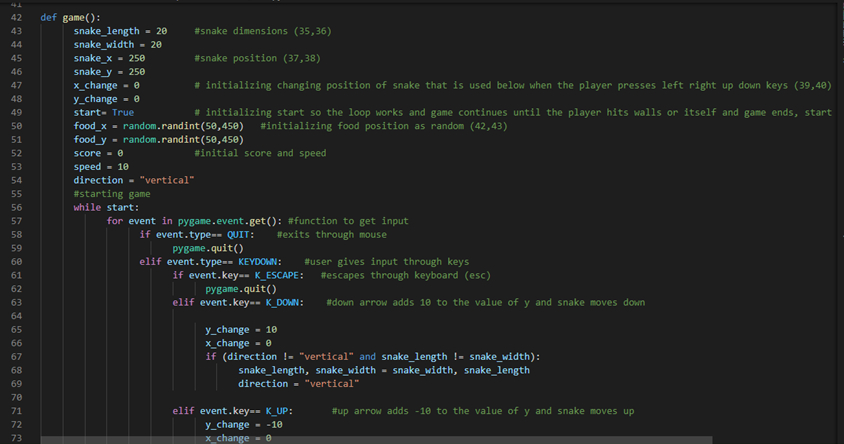 41
42 def game():
43     snake_length = 20     #snake dimensions (35,36)
44     snake_width = 20
45     snake_x = 250         #snake position (37,38)
46     snake_y = 250
47     x_change = 0          # initializing changing position of snake that is used below when the player presses left right up down keys (39,40)
48     y_change = 0
49     start= True           # initializing start so the loop works and game continues until the player hits walls or itself and game ends, start
50     food_x = random.randint(50,450)   #initializing food position as random (42,43)
51     food_y = random.randint(50,450)
52     score = 0             #initial score and speed
53     speed = 10
54     direction = "vertical"
55     #starting game
56     while start:
57         for event in pygame.event.get(): #function to get input
58             if event.type== QUIT:    #exits through mouse
59                 pygame.quit()
60             elif event.type== KEYDOWN:    #user gives input through keys
61                 if event.key== K_ESCAPE:   #escapes through keyboard (esc)
62                     pygame.quit()
63                 elif event.key== K_DOWN:    #down arrow adds 10 to the value of y and snake moves down
64
65                     y_change = 10
66                     x_change = 0
67                     if (direction != "vertical" and snake_length != snake_width):
68                         snake_length, snake_width = snake_width, snake_length
69                         direction = "vertical"
70
71                 elif event.key== K_UP:       #up arrow adds -10 to the value of y and snake moves up
72                     y_change = -10
73                     x_change = 0